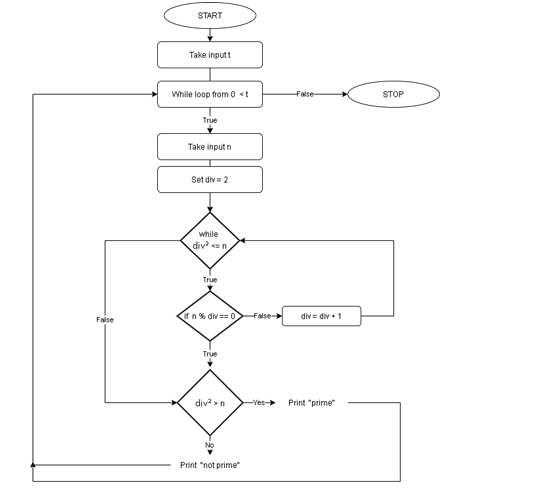 START
Take input t
While loop from 0 < t
False
STOP
True
Take input n
Set div = 2
while
div² <= n
True
False
if n % div == 0
False
div = div + 1
True
div² > n
Yes
Print "prime"
No
Print "not prime"